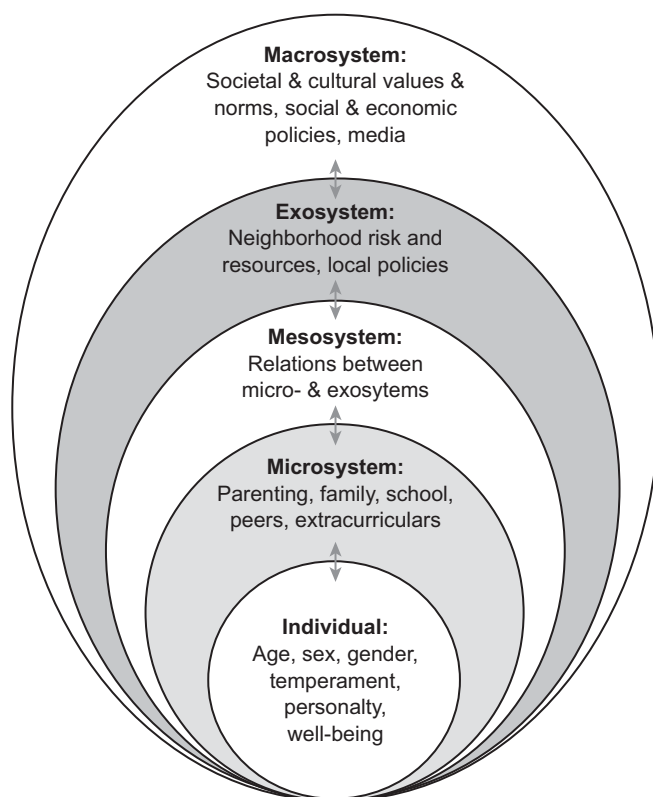 Macrosystem:
Societal & cultural values &
norms, social & economic
policies, media
Exosystem:
Neighborhood risk and
resources, local policies
Mesosystem:
Relations between
micro- & exosytems
Microsystem:
Parenting, family, school,
peers, extracurriculars
Individual:
Age, sex, gender,
temperament,
personalty,
well-being